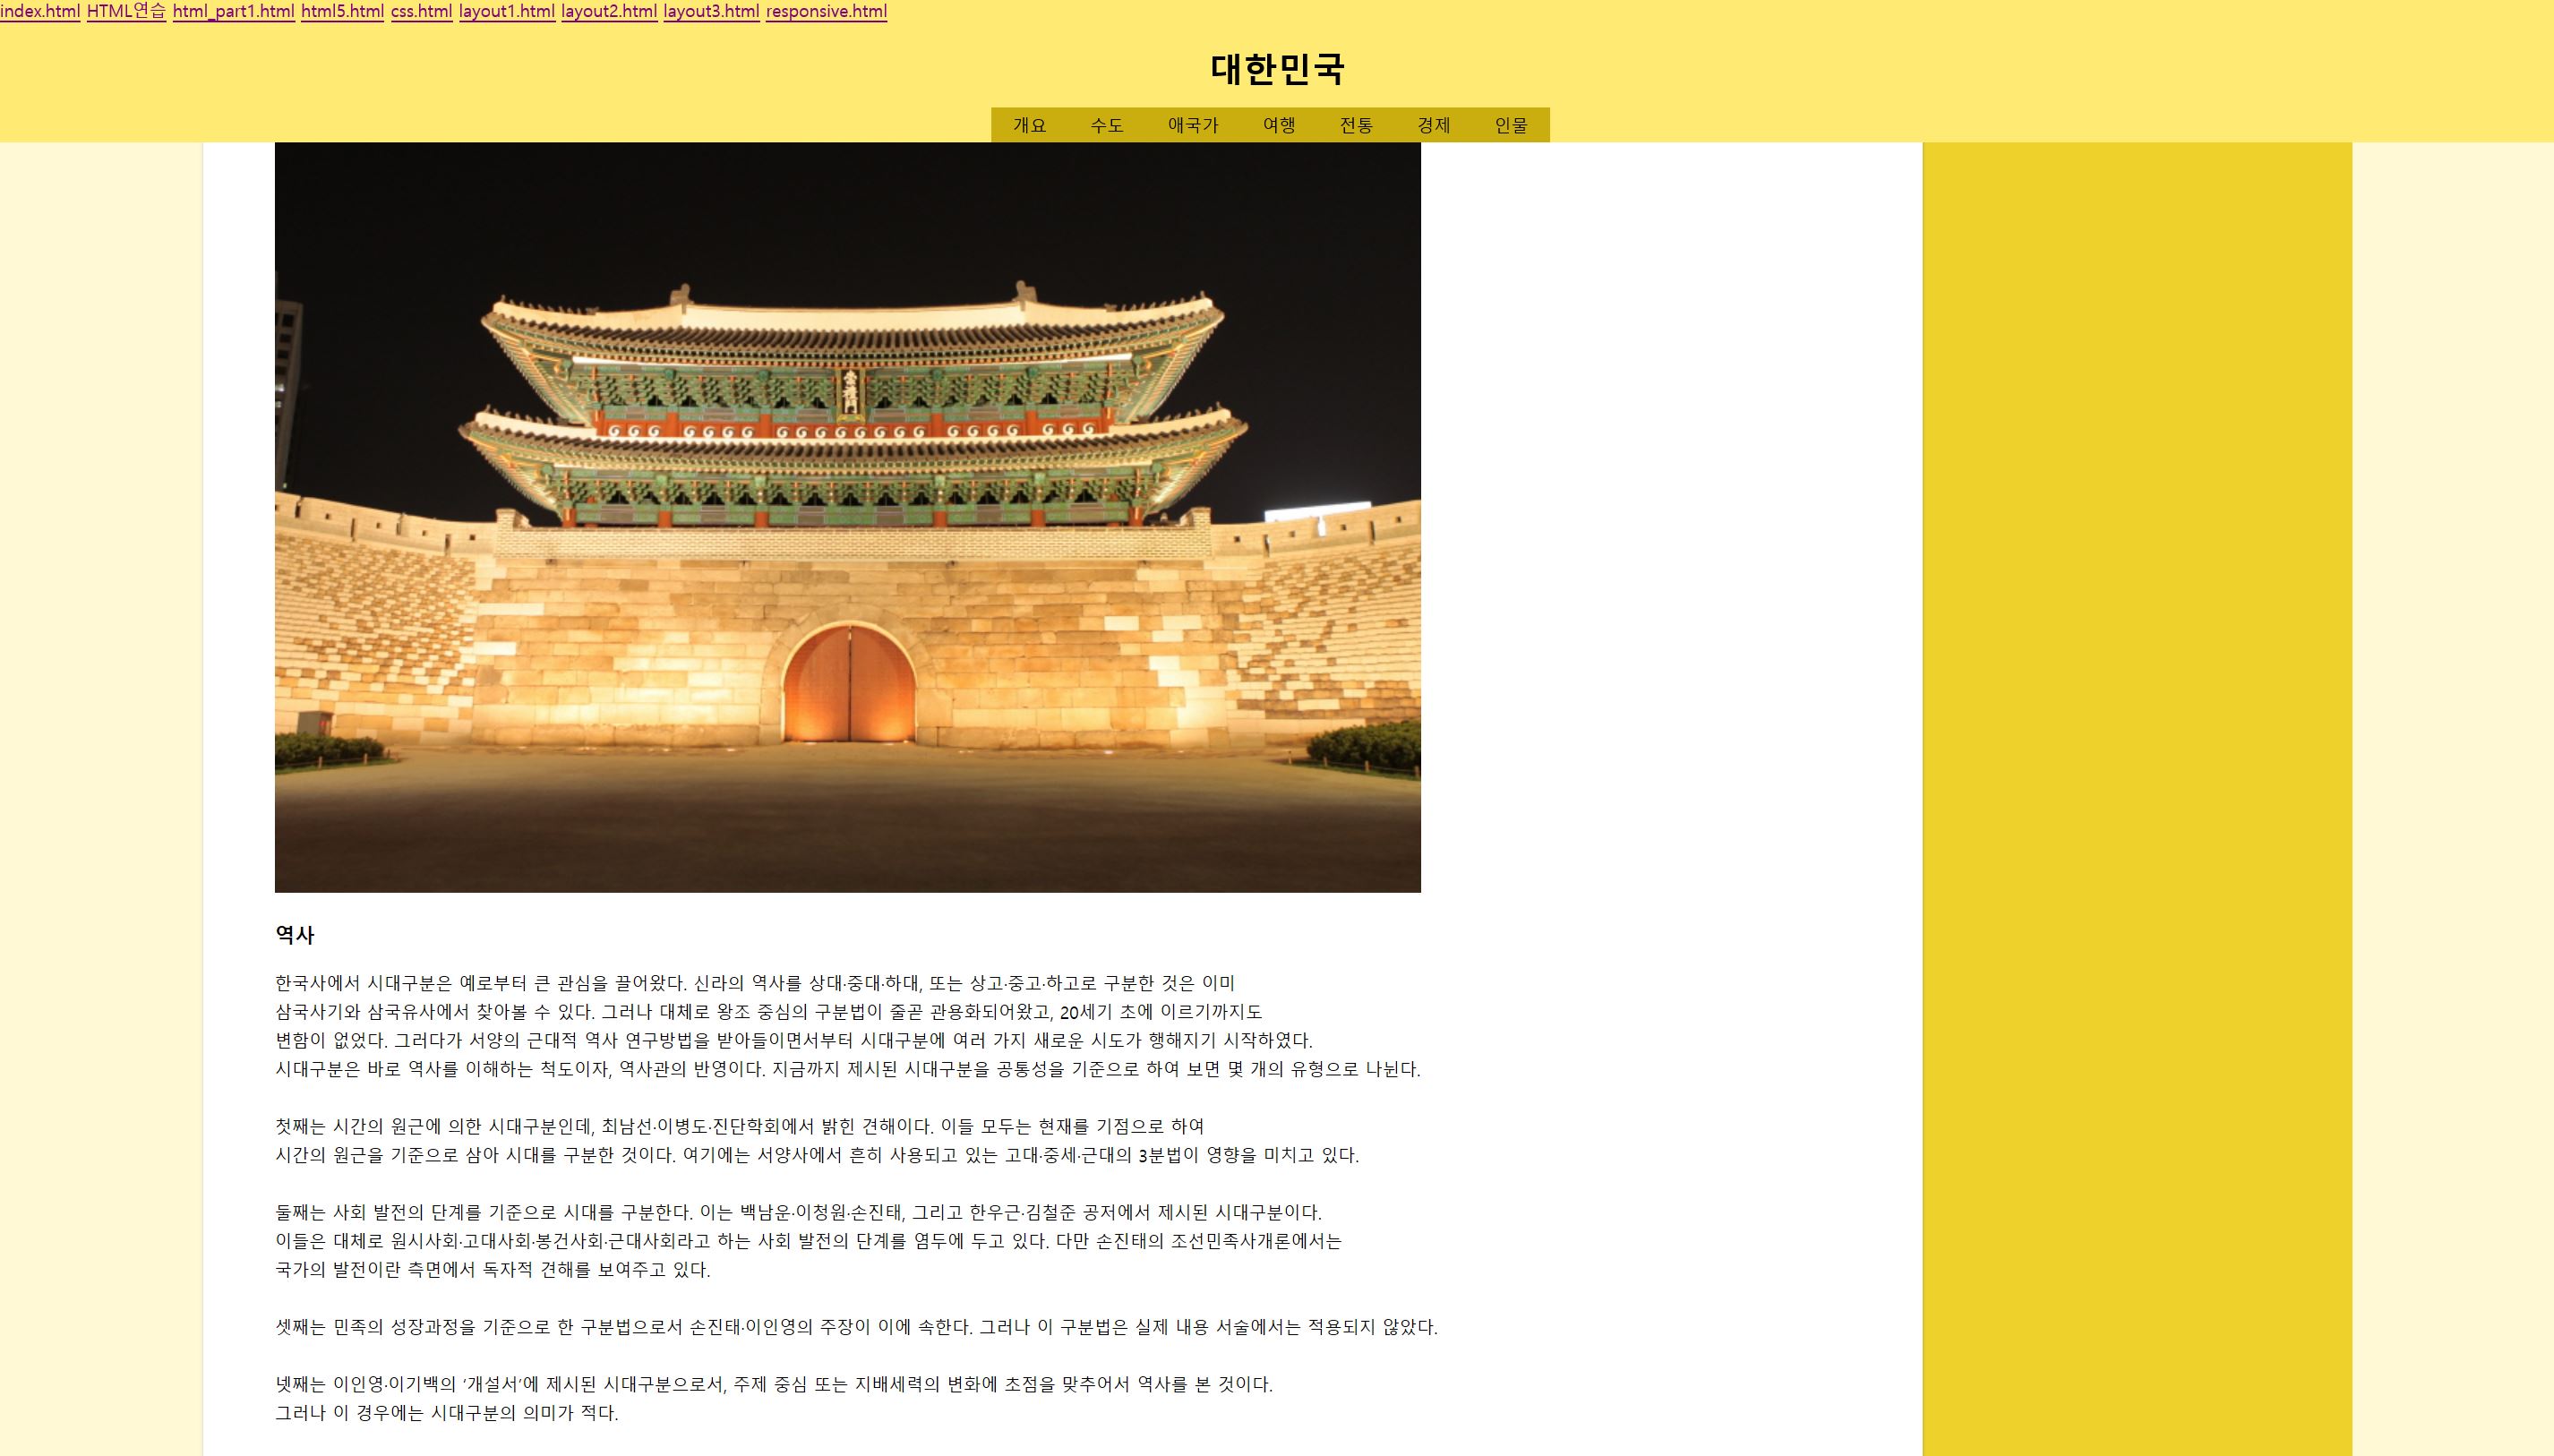 index.html HTML연습 html_part1.html html5.html css.html layout1.html layout2.html layout3.html responsive.html
대한민국
개요 수도 애국가 여행 전통 경제 인물
崇禮門
역사
한국사에서 시대구분은 예로부터 큰 관심을 끌어왔다. 신라의 역사를 상대·중대·하대, 또는 상고·중고·하고로 구분한 것은 이미
삼국사기와 삼국유사에서 찾아볼 수 있다. 그러나 대체로 왕조 중심의 구분법이 줄곧 관용화되어왔고, 20세기 초에 이르기까지도
변함이 없었다. 그러다가 서양의 근대적 역사 연구방법을 받아들이면서부터 시대구분에 여러 가지 새로운 시도가 행해지기 시작하였다.
시대구분은 바로 역사를 이해하는 척도이자, 역사관의 반영이다. 지금까지 제시된 시대구분을 공통성을 기준으로 하여 보면 몇 개의 유형으로 나뉜다.
첫째는 시간의 원근에 의한 시대구분인데, 최남선·이병도·진단학회에서 밝힌 견해이다. 이들 모두는 현재를 기점으로 하여
시간의 원근을 기준으로 삼아 시대를 구분한 것이다. 여기에는 서양사에서 흔히 사용되고 있는 고대·중세·근대의 3분법이 영향을 미치고 있다.
둘째는 사회 발전의 단계를 기준으로 시대를 구분한다. 이는 백남운·이청원·손진태, 그리고 한우근·김철준 공저에서 제시된 시대구분이다.
이들은 대체로 원시사회·고대사회·봉건사회·근대사회라고 하는 사회 발전의 단계를 염두에 두고 있다. 다만 손진태의 조선민족사개론에서는
국가의 발전이란 측면에서 독자적 견해를 보여주고 있다.
셋째는 민족의 성장과정을 기준으로 한 구분법으로서 손진태·이인영의 주장이 이에 속한다. 그러나 이 구분법은 실제 내용 서술에서는 적용되지 않았다.
넷째는 이인영·이기백의 ‘개설서’에 제시된 시대구분으로서, 주제 중심 또는 지배세력의 변화에 초점을 맞추어서 역사를 본 것이다.
그러나 이 경우에는 시대구분의 의미가 적다.